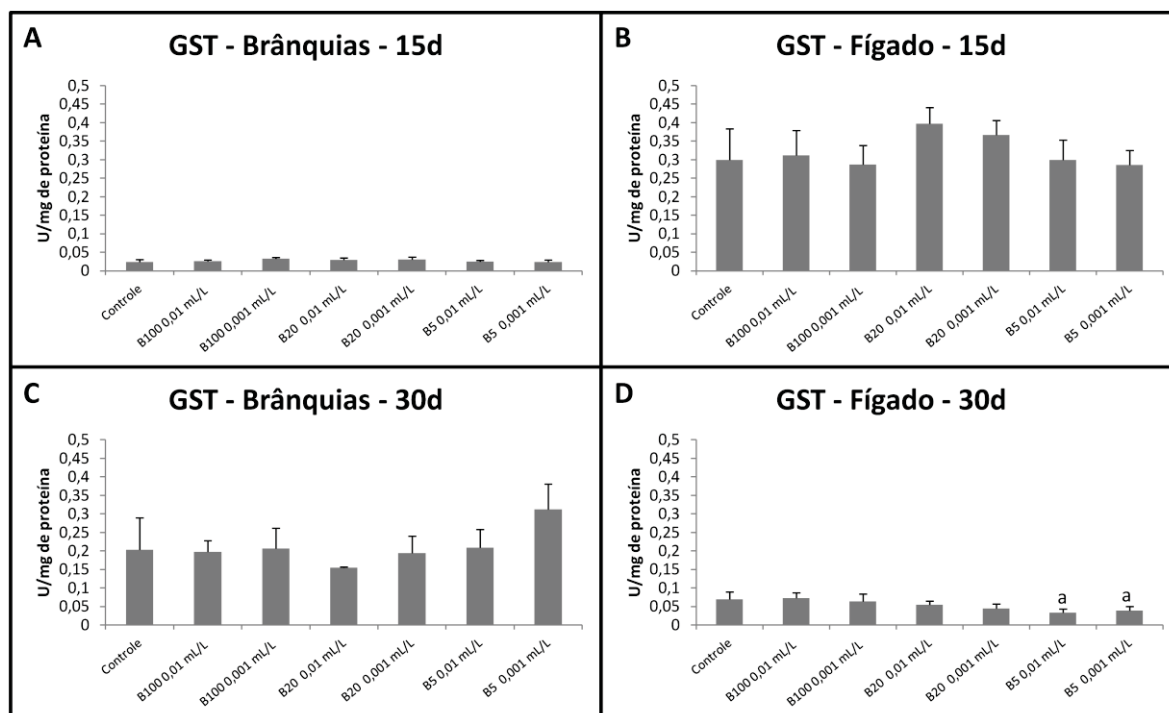 A
GST - Brânquias - 15d
U/mg de proteína
0,5
0,45
0,4
0,35
0,3
0,25
0,2
0,15
0,1
0,05
0
Controle
B100 0,01 mL/L
B100 0,001 mL/L
B20 0,01 mL/L
B20 0,001 mL/L
B5 0,01 mL/L
B5 0,001 mL/L
B
GST - Fígado - 15d
U/mg de proteína
0,5
0,45
0,4
0,35
0,3
0,25
0,2
0,15
0,1
0,05
0
Controle
B100 0,01 mL/L
B100 0,001 mL/L
B20 0,01 mL/L
B20 0,001 mL/L
B5 0,01 mL/L
B5 0,001 mL/L
C
GST - Brânquias - 30d
U/mg de proteína
0,5
0,45
0,4
0,35
0,3
0,25
0,2
0,15
0,1
0,05
0
Controle
B100 0,01 mL/L
B100 0,001 mL/L
B20 0,01 mL/L
B20 0,001 mL/L
B5 0,01 mL/L
B5 0,001 mL/L
D
GST - Fígado - 30d
U/mg de proteína
0,5
0,45
0,4
0,35
0,3
0,25
0,2
0,15
0,1
0,05
0
a
a
Controle
B100 0,01 mL/L
B100 0,001 mL/L
B20 0,01 mL/L
B20 0,001 mL/L
B5 0,01 mL/L
B5 0,001 mL/L